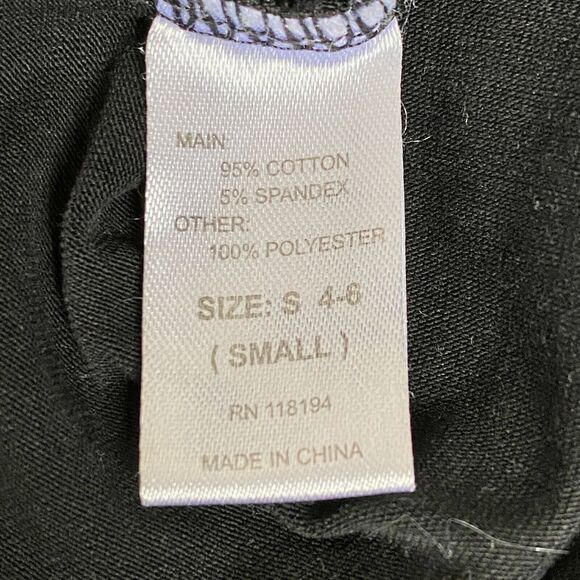 MAIN:
95% COTTON
5% SPANDEX
OTHER:
100% POLYESTER
SIZE: S 4-6
( SMALL )
RN 118194
MADE IN CHINA